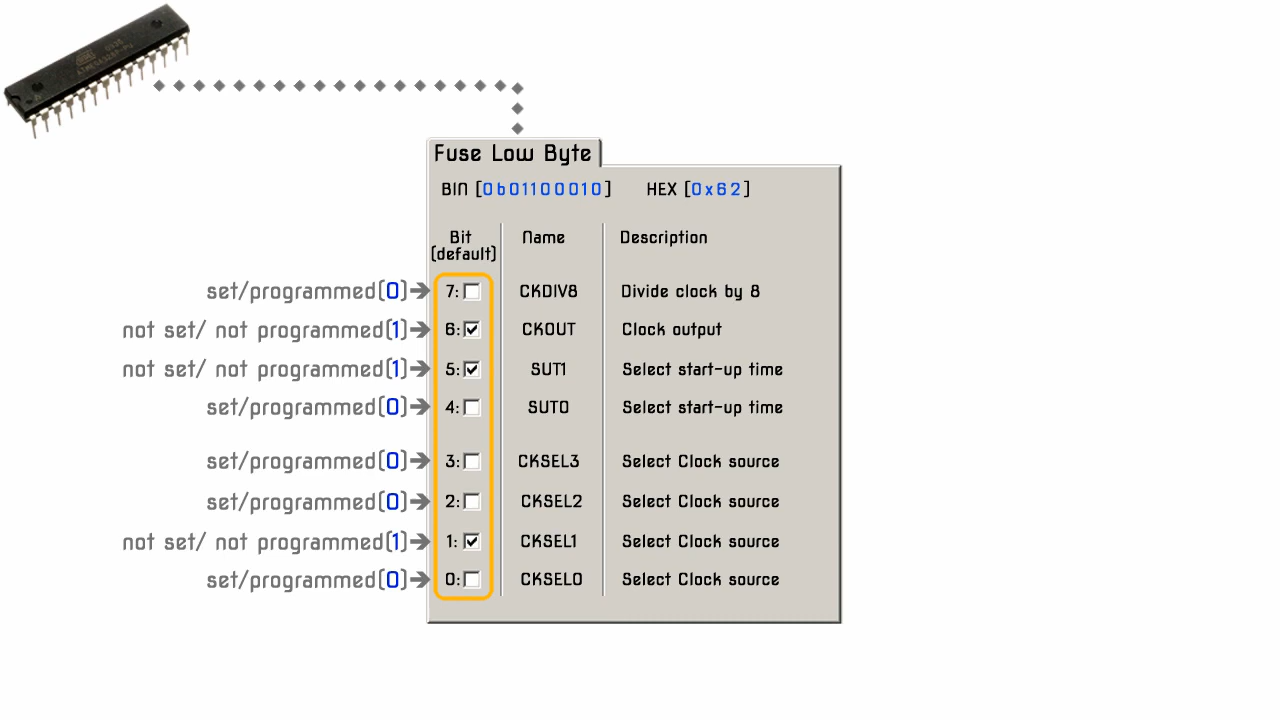 Fuse Low Byte
BIN [0b01100010] HEX [0x62]
Bit (default) Name Description
set/programmed(0) 7: CKDIV8 Divide clock by 8
not set/ not programmed(1) 6: CKOUT Clock output
not set/ not programmed(1) 5: SUT1 Select start-up time
set/programmed(0) 4: SUT0 Select start-up time
set/programmed(0) 3: CKSEL3 Select Clock source
set/programmed(0) 2: CKSEL2 Select Clock source
not set/ not programmed(1) 1: CKSEL1 Select Clock source
set/programmed(0) 0: CKSEL0 Select Clock source